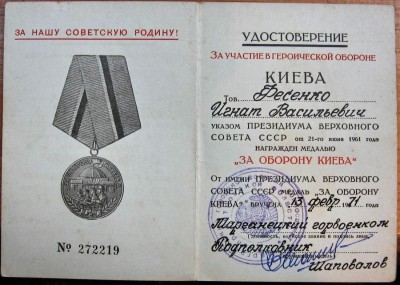 ЗА НАШУ СОВЕТСКУЮ РОДИНУ!
№ 272219
УДОСТОВЕРЕНИЕ
ЗА УЧАСТИЕ В ГЕРОИЧЕСКОЙ ОБОРОНЕ
КИЕВА
Тов. Фесенко
Игнат Васильевич
УКАЗОМ ПРЕЗИДИУМА ВЕРХОВНОГО
СОВЕТА СССР от 21-го июня 1961 года
НАГРАЖДЕН МЕДАЛЬЮ
„ЗА ОБОРОНУ КИЕВА"
От имени ПРЕЗИДИУМА ВЕРХОВНОГО
СОВЕТА СССР медаль „ЗА ОБОРОНУ
КИЕВА" вручена 13 февр. 1971 г.
Марганецкий горвоенком
Подполковник
Шаповалов